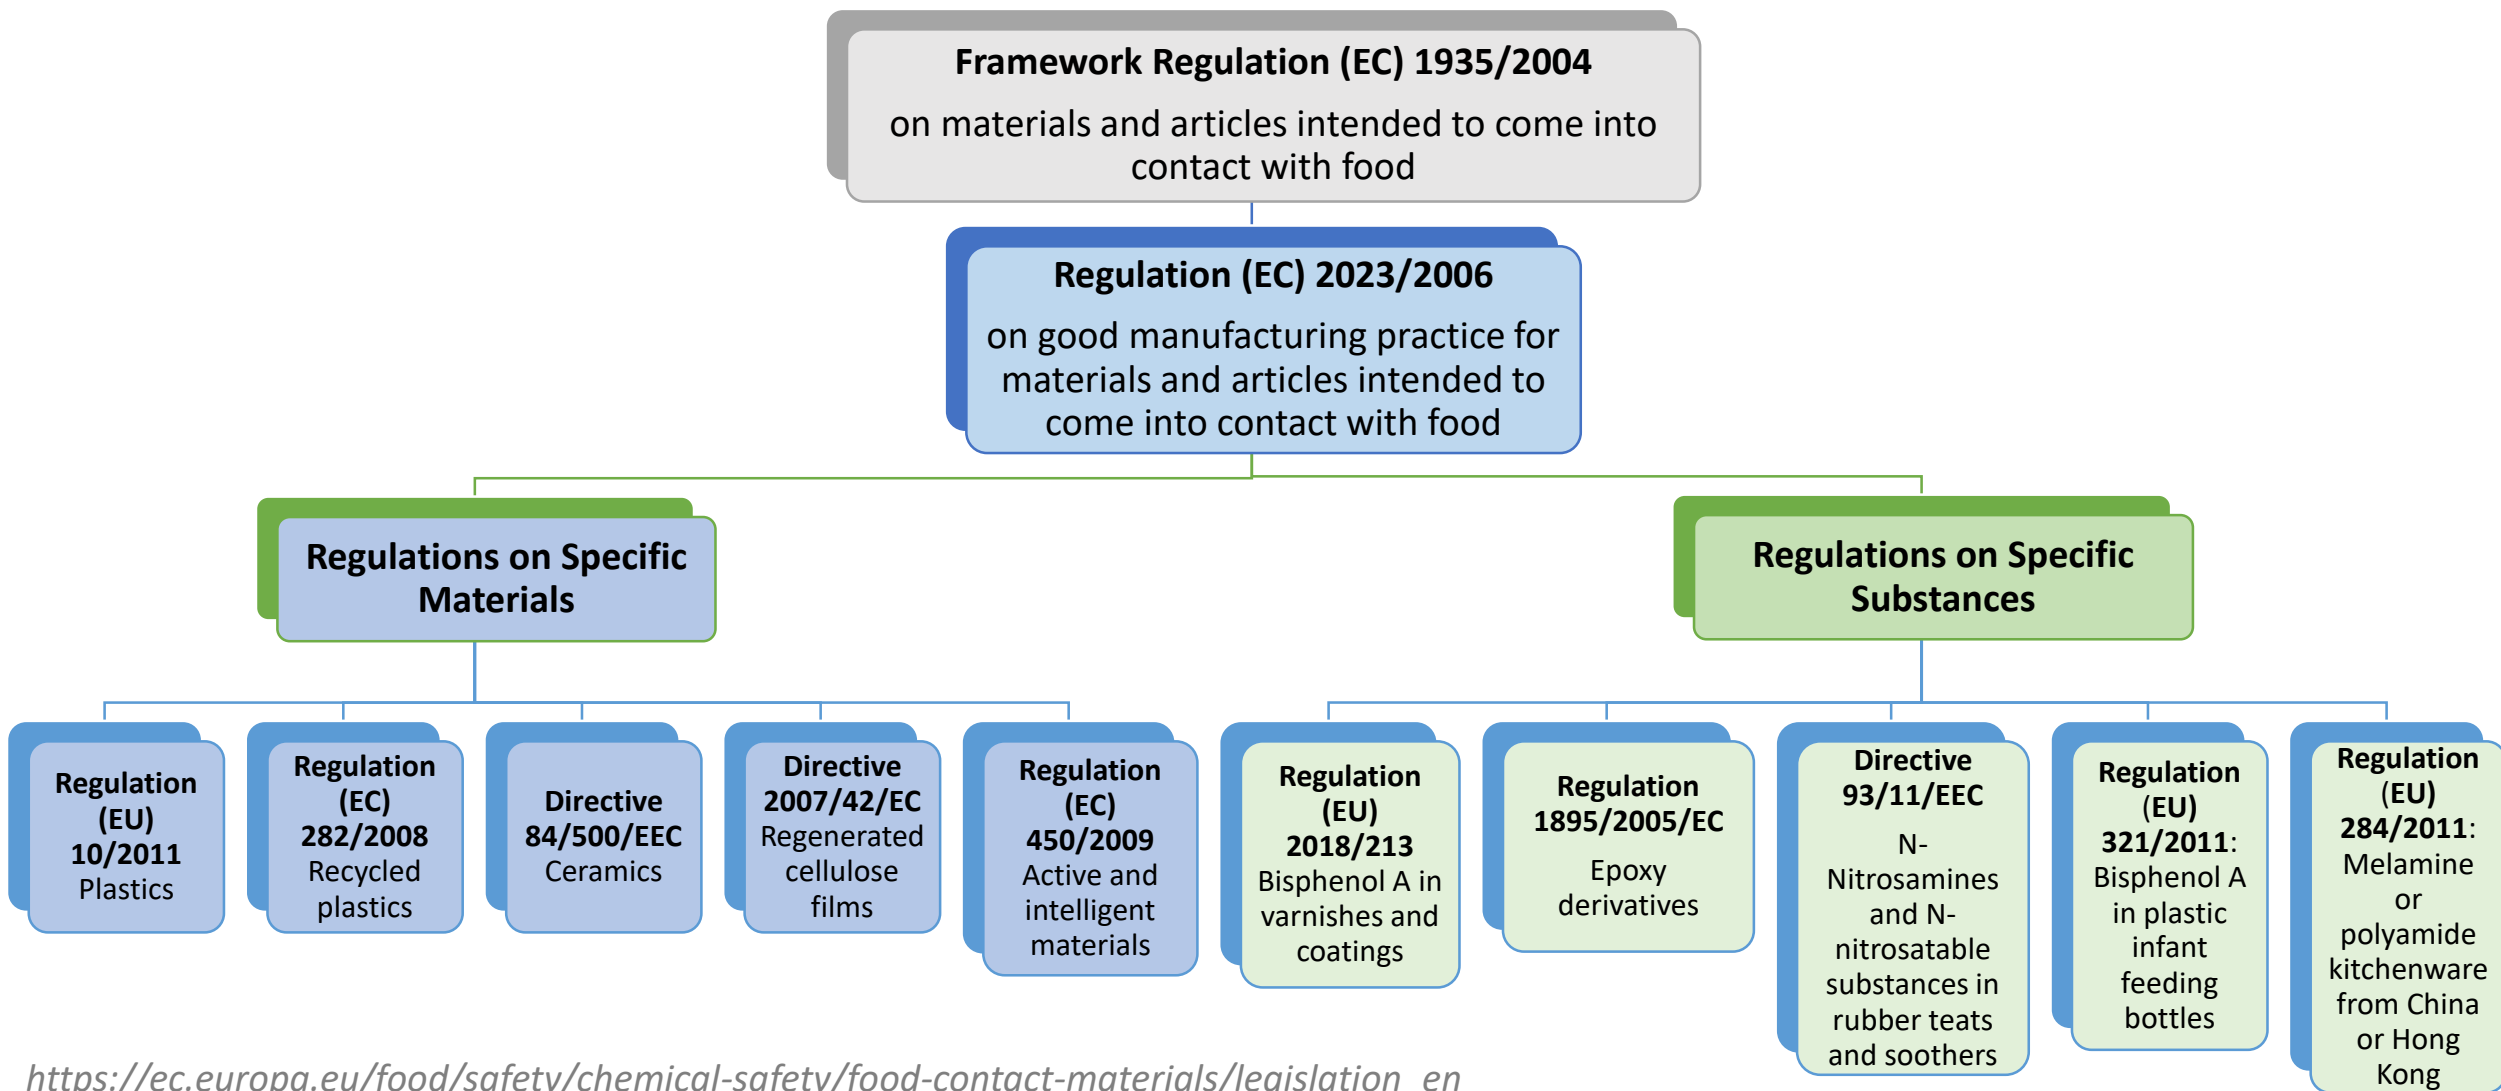 Framework Regulation (EC) 1935/2004
on materials and articles intended to come into
contact with food
Regulation (EC) 2023/2006
on good manufacturing practice for
materials and articles intended to
come into contact with food
Regulations on Specific
Materials
Regulations on Specific
Substances
Regulation
(EU)
10/2011
Plastics
Regulation
(EC)
282/2008
Recycled
plastics
Directive
84/500/EEC
Ceramics
Directive
2007/42/EC
Regenerated
cellulose
films
Regulation
(EC)
450/2009
Active and
intelligent
materials
Regulation
(EU)
2018/213
Bisphenol A in
varnishes and
coatings
Regulation
1895/2005/EC
Epoxy
derivatives
Directive
93/11/EEC
N-
Nitrosamines
and N-
nitrosatable
substances in
rubber teats
and soothers
Regulation
(EU)
321/2011:
Bisphenol A
in plastic
infant
feeding
bottles
Regulation
(EU)
284/2011:
Melamine
or
polyamide
kitchenware
from China
or Hong
Kong
https://ec.europa.eu/food/safety/chemical-safety/food-contact-materials/legislation_en